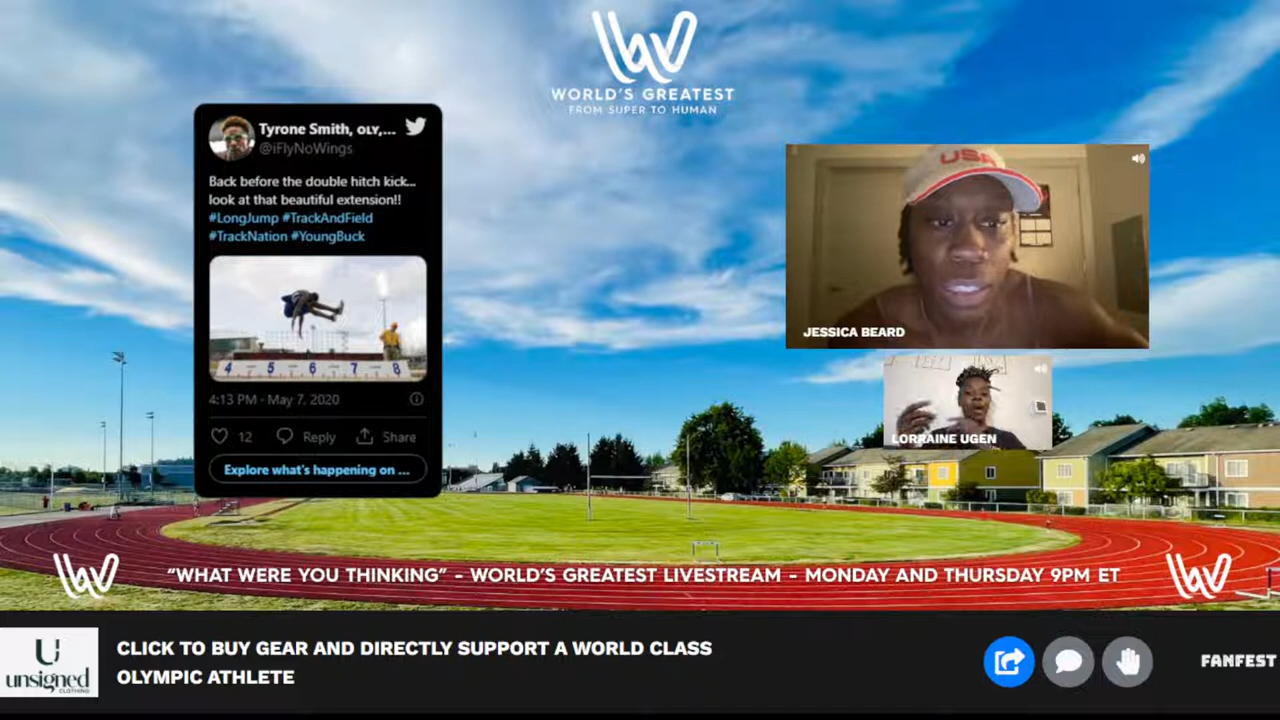 WORLD'S GREATEST
FROM SUPER TO HUMAN
Tyrone Smith, OLY,...
@iFlyNoWings
Back before the double hitch kick...
look at that beautiful extension!!
#LongJump #TrackAndField
#TrackNation #YoungBuck
4 5 6 7 8
4:13 PM · May 7, 2020
12 Reply Share
Explore what's happening on ...
USA
JESSICA BEARD
LORRAINE UGEN
"WHAT WERE YOU THINKING" – WORLD'S GREATEST LIVESTREAM – MONDAY AND THURSDAY 9PM ET
U
unsigned
CLOTHING
CLICK TO BUY GEAR AND DIRECTLY SUPPORT A WORLD CLASS
OLYMPIC ATHLETE
FANFEST